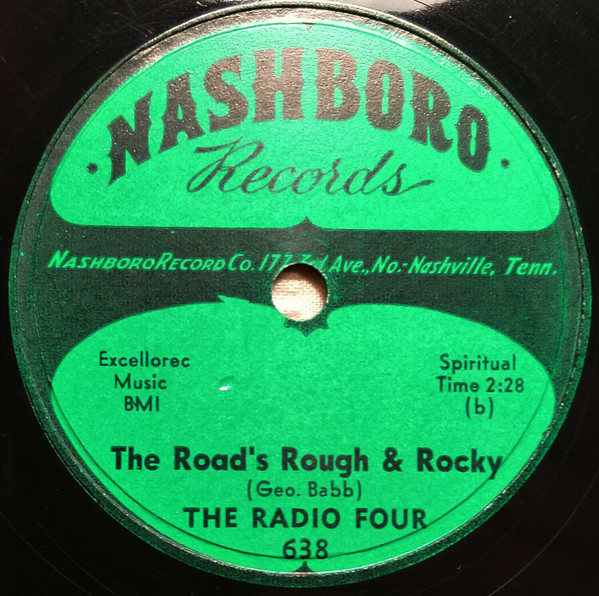 · NASHBORO ·
Records
NASHBORO RECORD CO. 177 3rd Ave., No.-Nashville, Tenn.
Excellorec
Music
BMI
Spiritual
Time 2:28
(b)
The Road's Rough & Rocky
(Geo. Babb)
THE RADIO FOUR
638